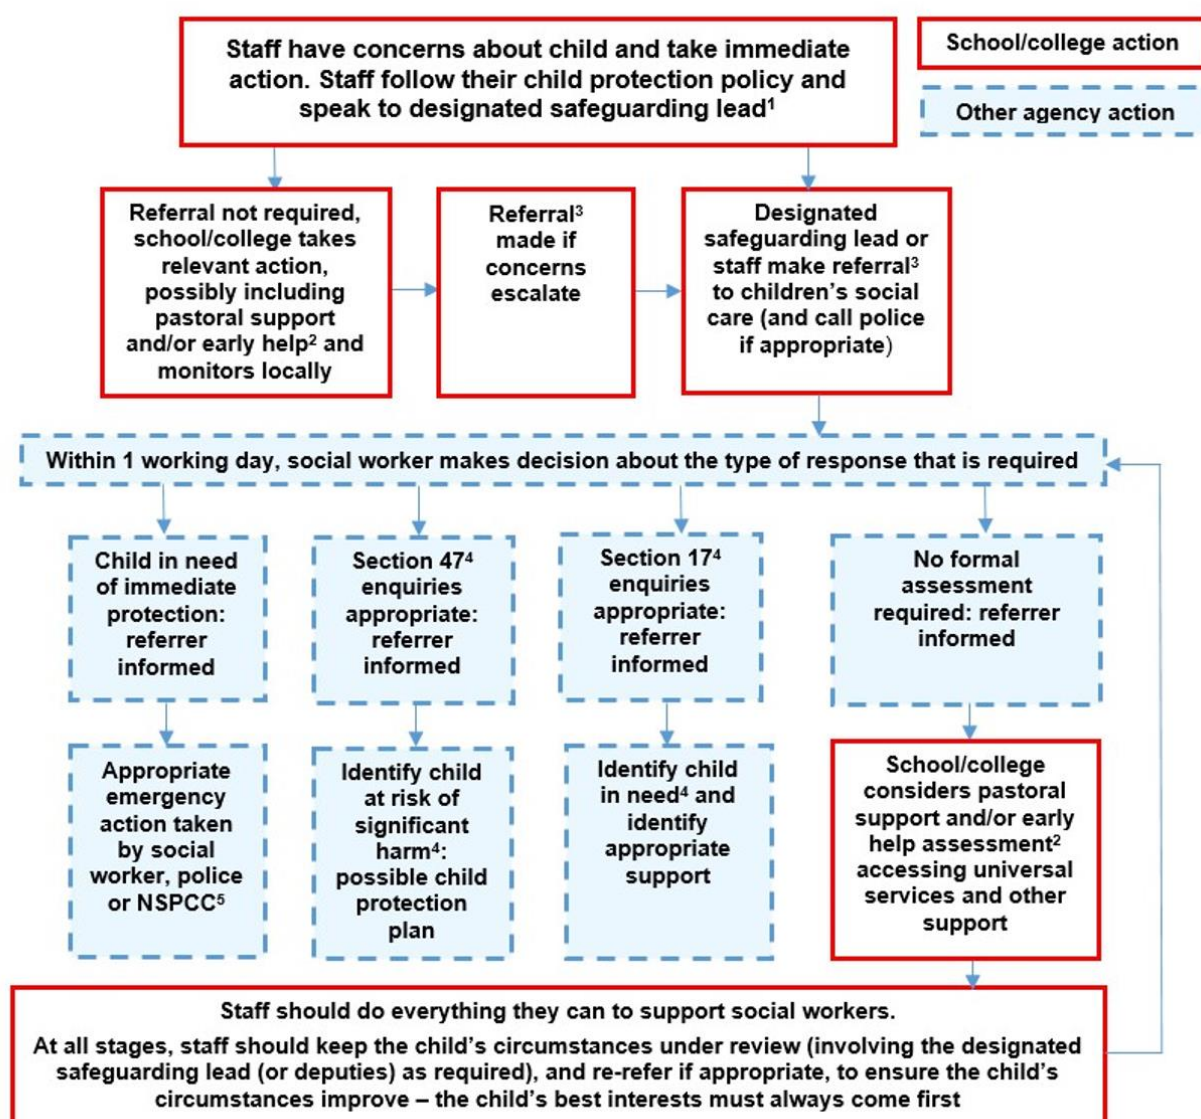 Staff have concerns about child and take immediate
action. Staff follow their child protection policy and
speak to designated safeguarding lead¹
School/college action
Other agency action
Referral not required,
school/college takes
relevant action,
possibly including
pastoral support
and/or early help² and
monitors locally
Referral³
made if
concerns
escalate
Designated
safeguarding lead or
staff make referral³
to children’s social
care (and call police
if appropriate)
Within 1 working day, social worker makes decision about the type of response that is required
Child in need
of immediate
protection:
referrer
informed
Section 47⁴
enquiries
appropriate:
referrer
informed
Section 17⁴
enquiries
appropriate:
referrer
informed
No formal
assessment
required: referrer
informed
Appropriate
emergency
action taken
by social
worker, police
or NSPCC⁵
Identify child
at risk of
significant
harm⁴:
possible child
protection
plan
Identify child
in need⁴ and
identify
appropriate
support
School/college
considers pastoral
support and/or early
help assessment²
accessing universal
services and other
support
Staff should do everything they can to support social workers.
At all stages, staff should keep the child’s circumstances under review (involving the designated
safeguarding lead (or deputies) as required), and re-refer if appropriate, to ensure the child’s
circumstances improve – the child’s best interests must always come first